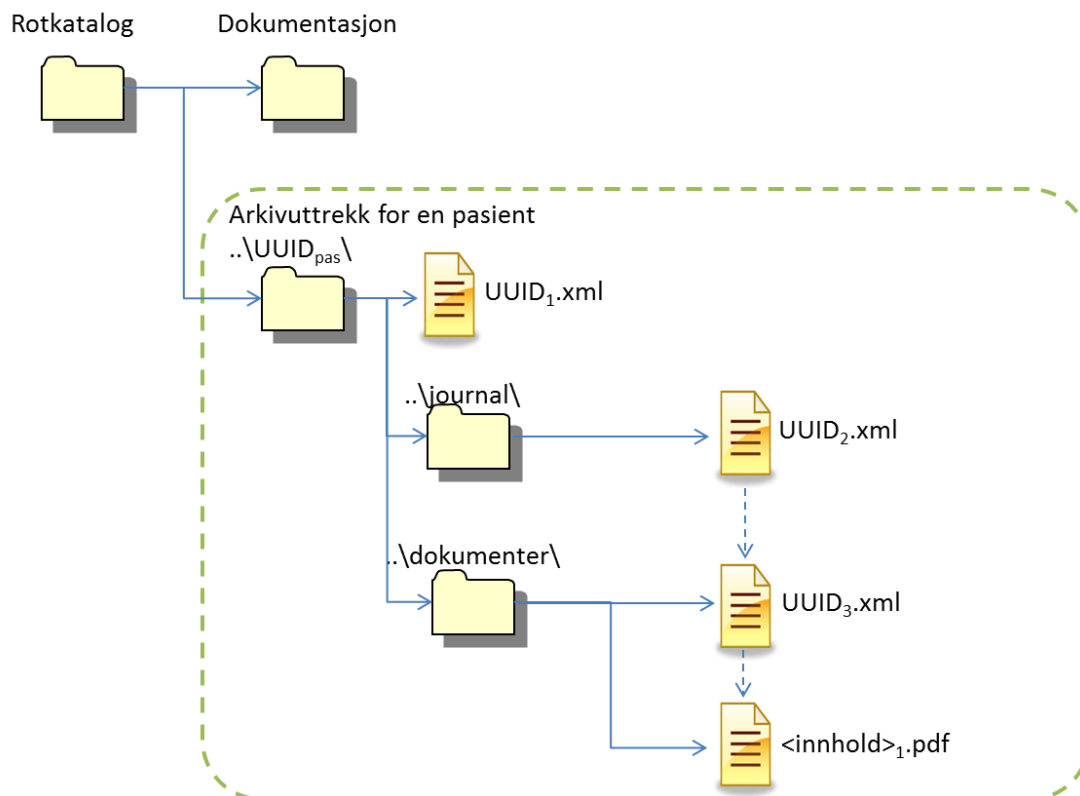 Rotkatalog
Dokumentasjon
Arkivuttrekk for en pasient
..\UUIDpas\
UUID1.xml
..\journal\
UUID2.xml
..\dokumenter\
UUID3.xml
<innhold>1.pdf